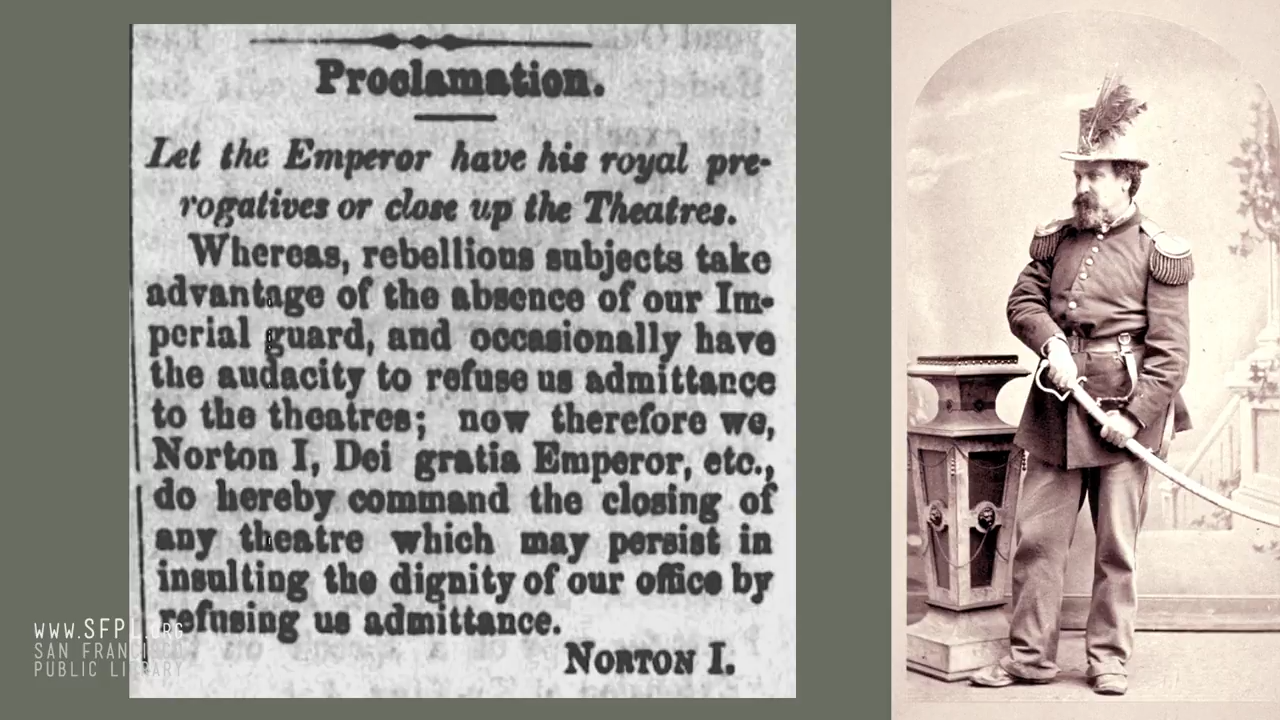 Proclamation.
Let the Emperor have his royal pre-
rogatives or close up the Theatres.
Whereas, rebellious subjects take
advantage of the absence of our Im-
perial guard, and occasionally have
the audacity to refuse us admittance
to the theatres; now therefore we,
Norton I, Dei gratia Emperor, etc.,
do hereby command the closing of
any theatre which may persist in
insulting the dignity of our office by
refusing us admittance.
NORTON I.
WWW.SFPL.ORG
SAN FRANCISCO
PUBLIC LIBRARY